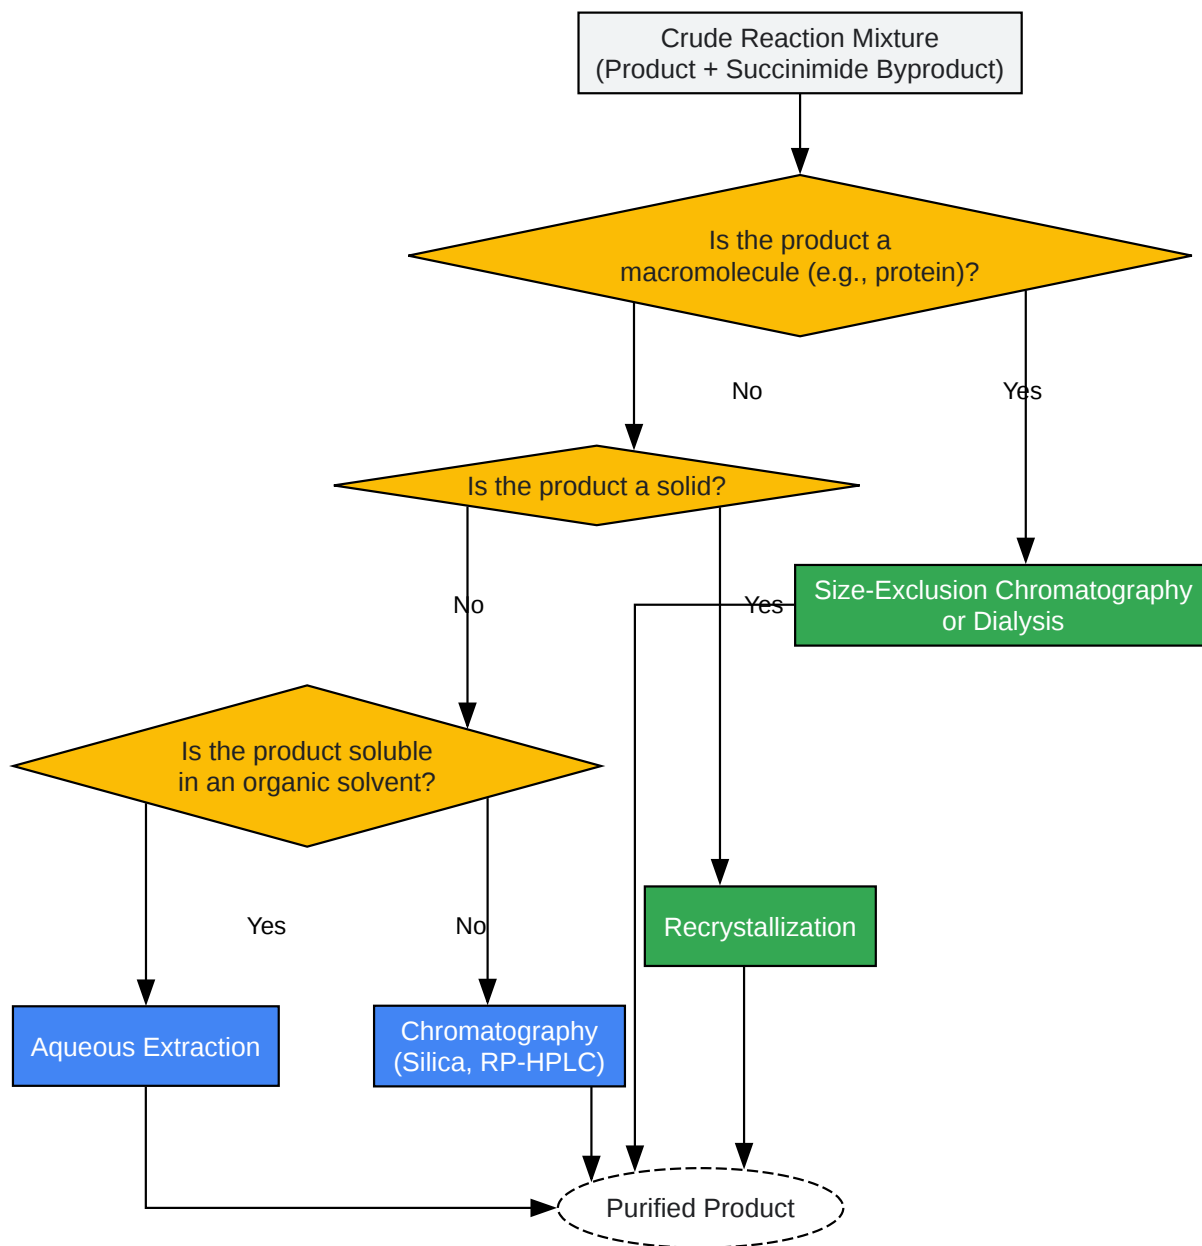 Crude Reaction Mixture
(Product + Succinimide Byproduct)
Is the product a
macromolecule (e.g., protein)?
No
Yes
Is the product a solid?
Size-Exclusion Chromatography
or Dialysis
No
Yes
Is the product soluble
in an organic solvent?
Yes
No
Recrystallization
Aqueous Extraction
Chromatography
(Silica, RP-HPLC)
Purified Product